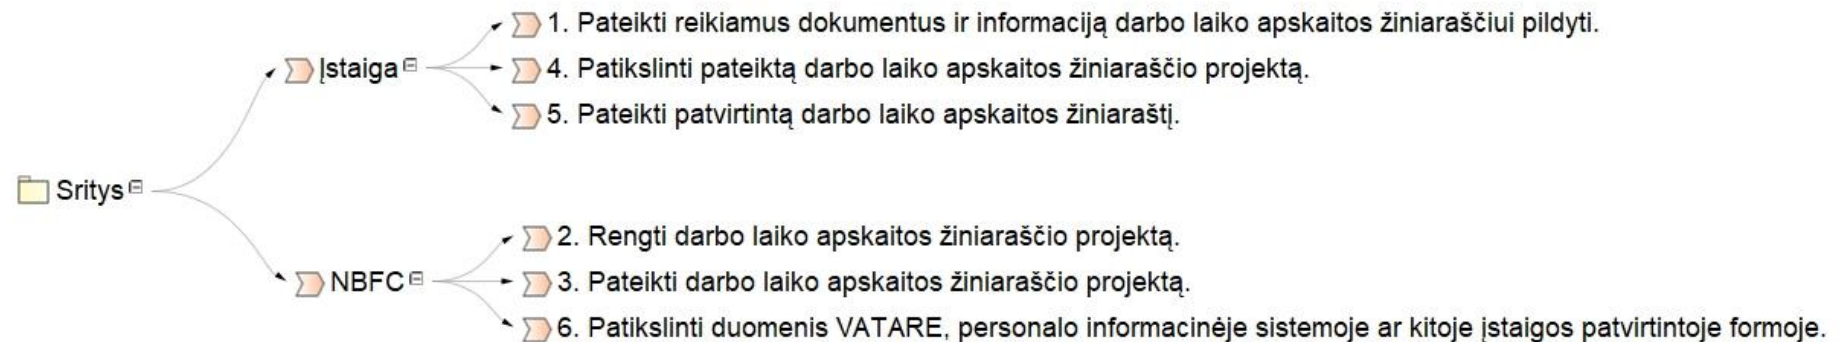 1. Pateikti reikiamus dokumentus ir informaciją darbo laiko apskaitos žiniaraščiui pildyti.
Įstaiga
4. Patikslinti pateiktą darbo laiko apskaitos žiniaraščio projektą.
5. Pateikti patvirtintą darbo laiko apskaitos žiniaraštį.
Sritys
2. Rengti darbo laiko apskaitos žiniaraščio projektą.
NBFC
3. Pateikti darbo laiko apskaitos žiniaraščio projektą.
6. Patikslinti duomenis VATARE, personalo informacinėje sistemoje ar kitoje įstaigos patvirtintoje formoje.